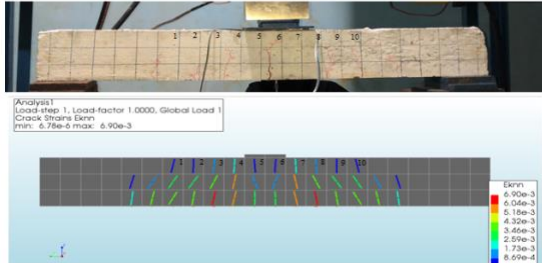 1 2 3 4 5 6 7 8 9 10
Analysis1
Load-step 1, Load-factor 1.0000, Global Load 1
Crack Strains Eknn
min: 6.78e-6 max: 6.90e-3
1 2 3 4 5 6 7 8 9 10
Eknn
6.90e-3
6.04e-3
5.18e-3
4.32e-3
3.46e-3
2.59e-3
1.73e-3
8.69e-4